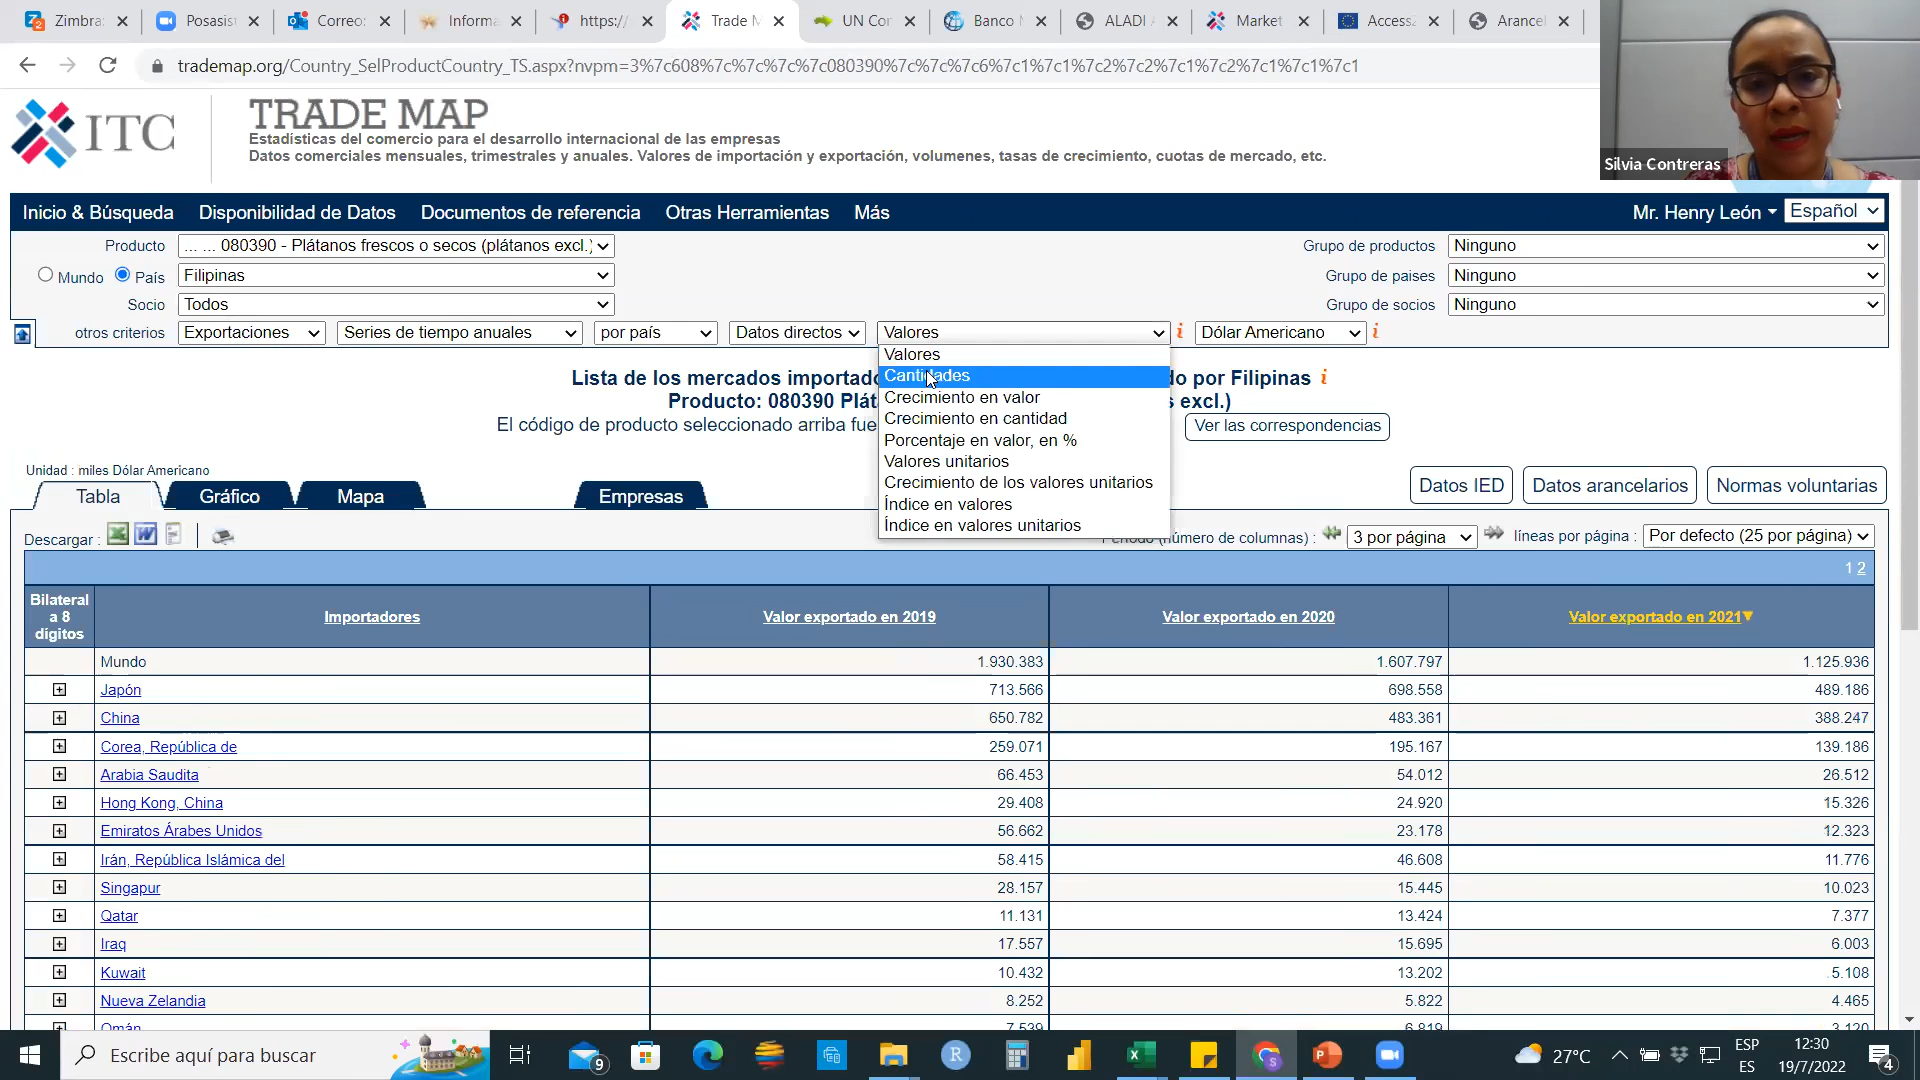 Zimbra:
Posasis
Correo:
Informa
https://
Trade M
UN Con
Banco M
ALADI
Market
Acces
Arance
trademap.org/Country_SelProductCountry_TS.aspx?nvpm=3%7c608%7c%7c%7c%7c080390%7c%7c%7c6%7c1%7c1%7c2%7c2%7c1%7c2%7c1%7c1%7c1
ITC
TRADE MAP
Estadísticas del comercio para el desarrollo internacional de las empresas
Datos comerciales mensuales, trimestrales y anuales. Valores de importación y exportación, volumenes, tasas de crecimiento, cuotas de mercado, etc.
Silvia Contreras
Inicio & Búsqueda Disponibilidad de Datos Documentos de referencia Otras Herramientas Más Mr. Henry León Español
Producto ... ... 080390 - Plátanos frescos o secos (plátanos excl.) Grupo de productos Ninguno
Mundo País Filipinas Grupo de paises Ninguno
Socio Todos Grupo de socios Ninguno
otros criterios Exportaciones Series de tiempo anuales por país Datos directos Valores i Dólar Americano i
Valores
Cantidades
Crecimiento en valor
Crecimiento en cantidad
Porcentaje en valor, en %
Valores unitarios
Crecimiento de los valores unitarios
Índice en valores
Índice en valores unitarios
Lista de los mercados importado o por Filipinas i
Producto: 080390 Plát excl.)
El código de producto seleccionado arriba fue Ver las correspondencias
Unidad : miles Dólar Americano
Tabla Gráfico Mapa Empresas Datos IED Datos arancelarios Normas voluntarias
Descargar : (número de columnas) : 3 por página líneas por página : Por defecto (25 por página)
1 2
Bilateral a 8 dígitos Importadores Valor exportado en 2019 Valor exportado en 2020 Valor exportado en 2021▼
Mundo 1.930.383 1.607.797 1.125.936
Japón 713.566 698.558 489.186
China 650.782 483.361 388.247
Corea, República de 259.071 195.167 139.186
Arabia Saudita 66.453 54.012 26.512
Hong Kong, China 29.408 24.920 15.326
Emiratos Árabes Unidos 56.662 23.178 12.323
Irán, República Islámica del 58.415 46.608 11.776
Singapur 28.157 15.445 10.023
Qatar 11.131 13.424 7.377
Iraq 17.557 15.695 6.003
Kuwait 10.432 13.202 5.108
Nueva Zelandia 8.252 5.822 4.465
Omán 7.539 6.819 3.120
Escribe aquí para buscar
9
27°C
ESP
ES
12:30
19/7/2022
4